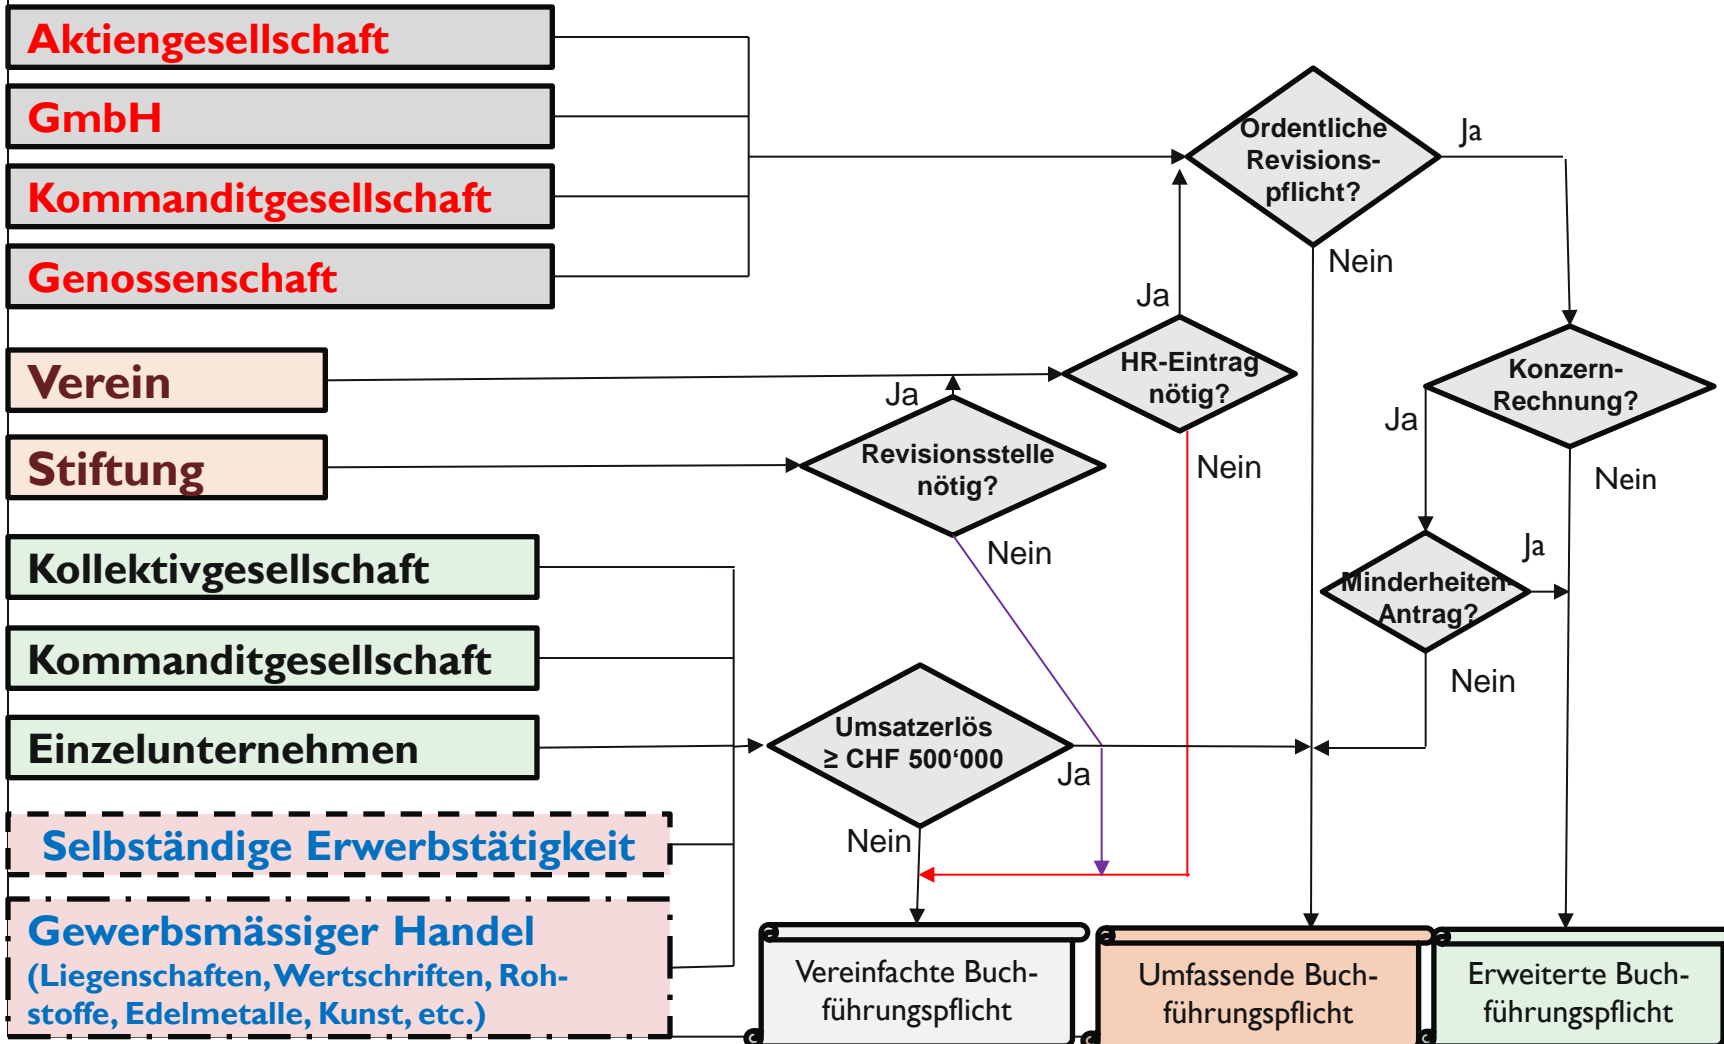 Aktiengesellschaft
GmbH
Kommanditgesellschaft
Genossenschaft
Verein
Stiftung
Kollektivgesellschaft
Kommanditgesellschaft
Einzelunternehmen
Selbständige Erwerbstätigkeit
Gewerbsmässiger Handel
(Liegenschaften, Wertschriften, Roh-
stoffe, Edelmetalle, Kunst, etc.)
Ordentliche
Revisions-
pflicht?
Ja
Nein
Ja
HR-Eintrag
nötig?
Nein
Konzern-
Rechnung?
Ja
Nein
Ja
Revisionsstelle
nötig?
Nein
Minderheiten-
Antrag?
Ja
Nein
Umsatzerlös
≥ CHF 500‘000
Ja
Nein
Vereinfachte Buch-
führungspflicht
Umfassende Buch-
führungspflicht
Erweiterte Buch-
führungspflicht